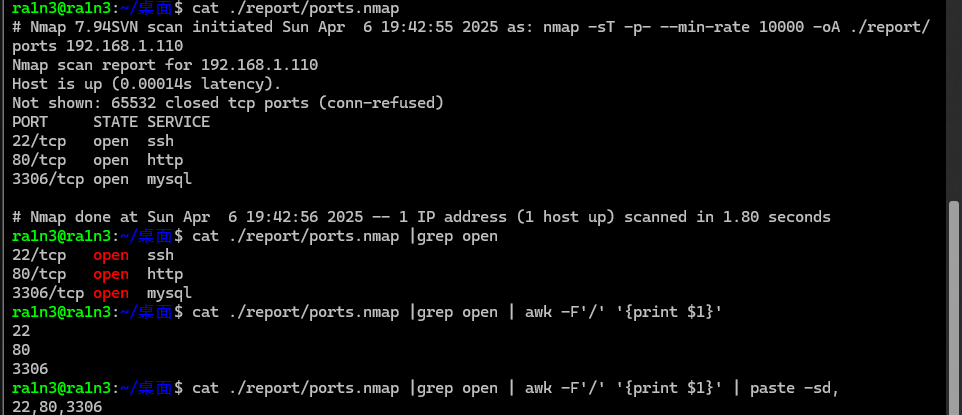 ra1n3@ra1n3:~/桌面$ cat ./report/ports.nmap
# Nmap 7.94SVN scan initiated Sun Apr  6 19:42:55 2025 as: nmap -sT -p- --min-rate 10000 -oA ./report/
ports 192.168.1.110
Nmap scan report for 192.168.1.110
Host is up (0.00014s latency).
Not shown: 65532 closed tcp ports (conn-refused)
PORT     STATE SERVICE
22/tcp   open  ssh
80/tcp   open  http
3306/tcp open  mysql

# Nmap done at Sun Apr  6 19:42:56 2025 -- 1 IP address (1 host up) scanned in 1.80 seconds
ra1n3@ra1n3:~/桌面$ cat ./report/ports.nmap |grep open
22/tcp   open  ssh
80/tcp   open  http
3306/tcp open  mysql
ra1n3@ra1n3:~/桌面$ cat ./report/ports.nmap |grep open | awk -F'/' '{print $1}'
22
80
3306
ra1n3@ra1n3:~/桌面$ cat ./report/ports.nmap |grep open | awk -F'/' '{print $1}' | paste -sd,
22,80,3306